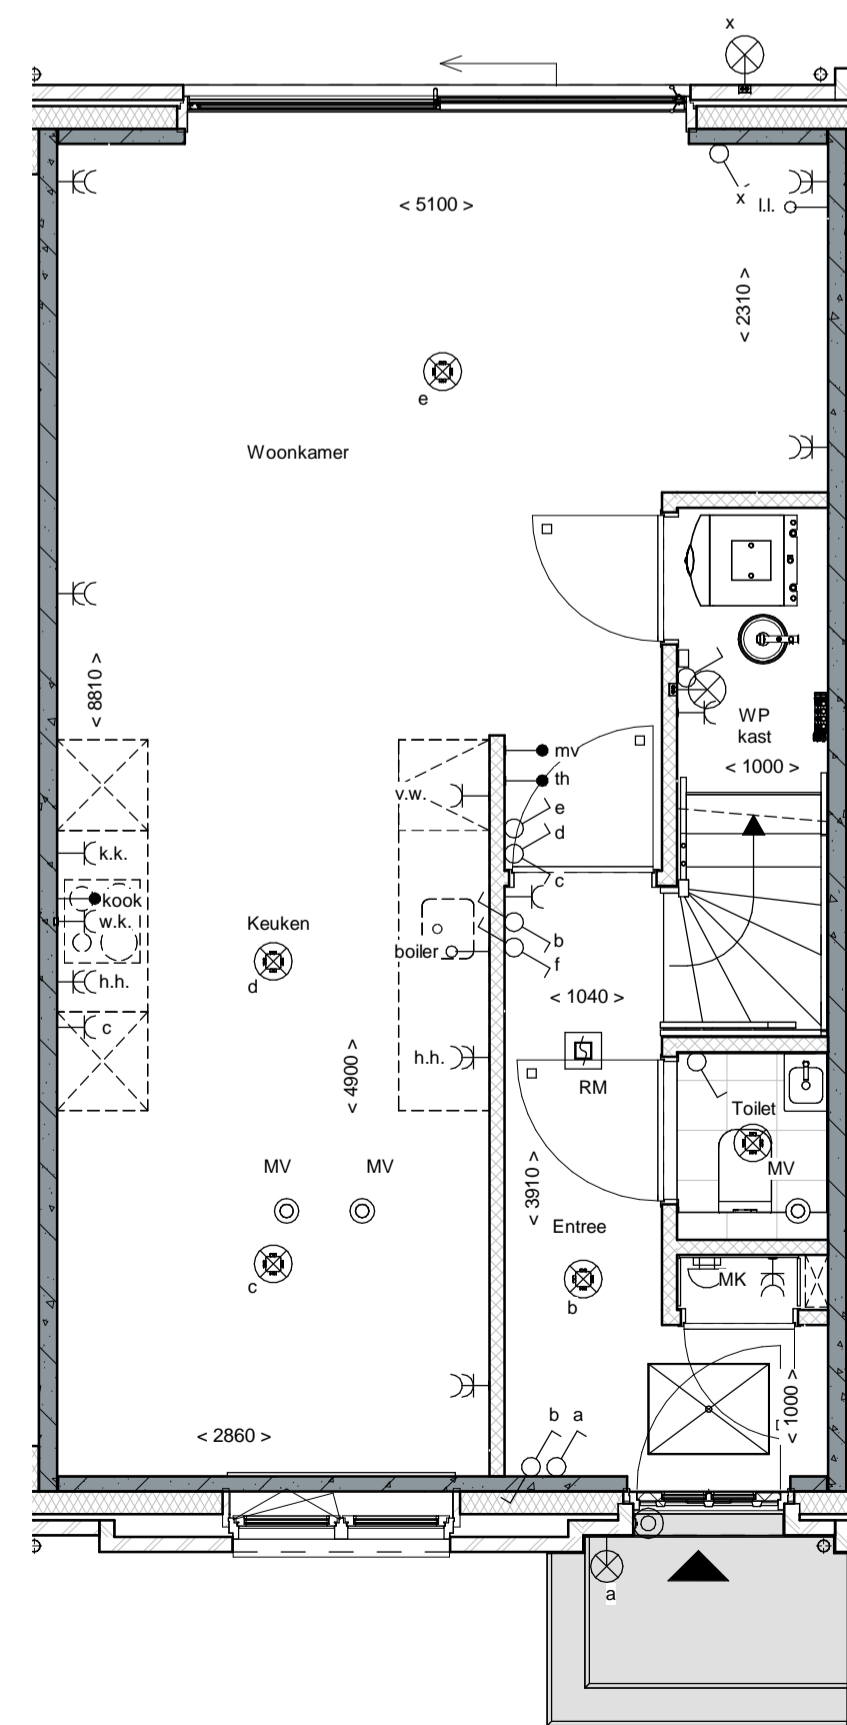 x
< 5100 >
x
l.l.
< 2310 >
e
Woonkamer
< 8810 >
WP
kast
< 1000 >
mv
th
v.w.
e
d
c
k.k.
kook
w.k.
Keuken
b
boiler
f
h.h.
d
c
< 1040 >
h.h.
< 4900 >
RM
Toilet
MV
MV
MV
< 3910 >
Entree
c
b
MK
< 1000 >
b
a
< 2860 >
a